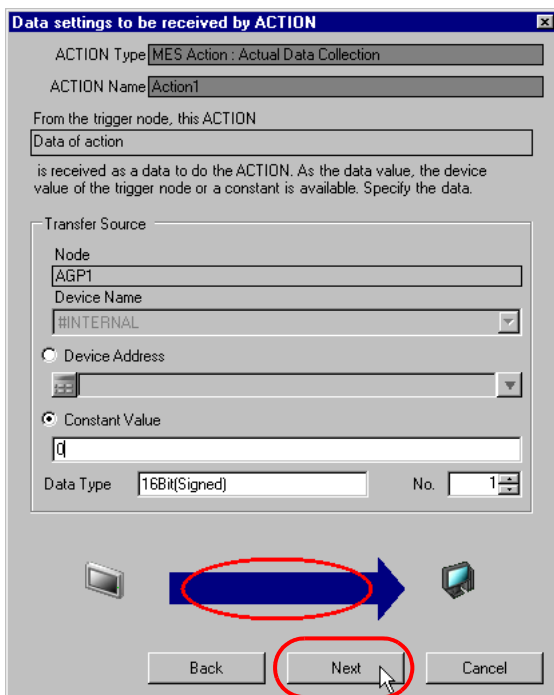 Data settings to be received by ACTION
ACTION Type MES Action : Actual Data Collection
ACTION Name Action1
From the trigger node, this ACTION
Data of action
is received as a data to do the ACTION. As the data value, the device
value of the trigger node or a constant is available. Specify the data.
Transfer Source
Node
AGP1
Device Name
#INTERNAL
Device Address
Constant Value
0
Data Type 16Bit(Signed) No. 1
Back Next Cancel